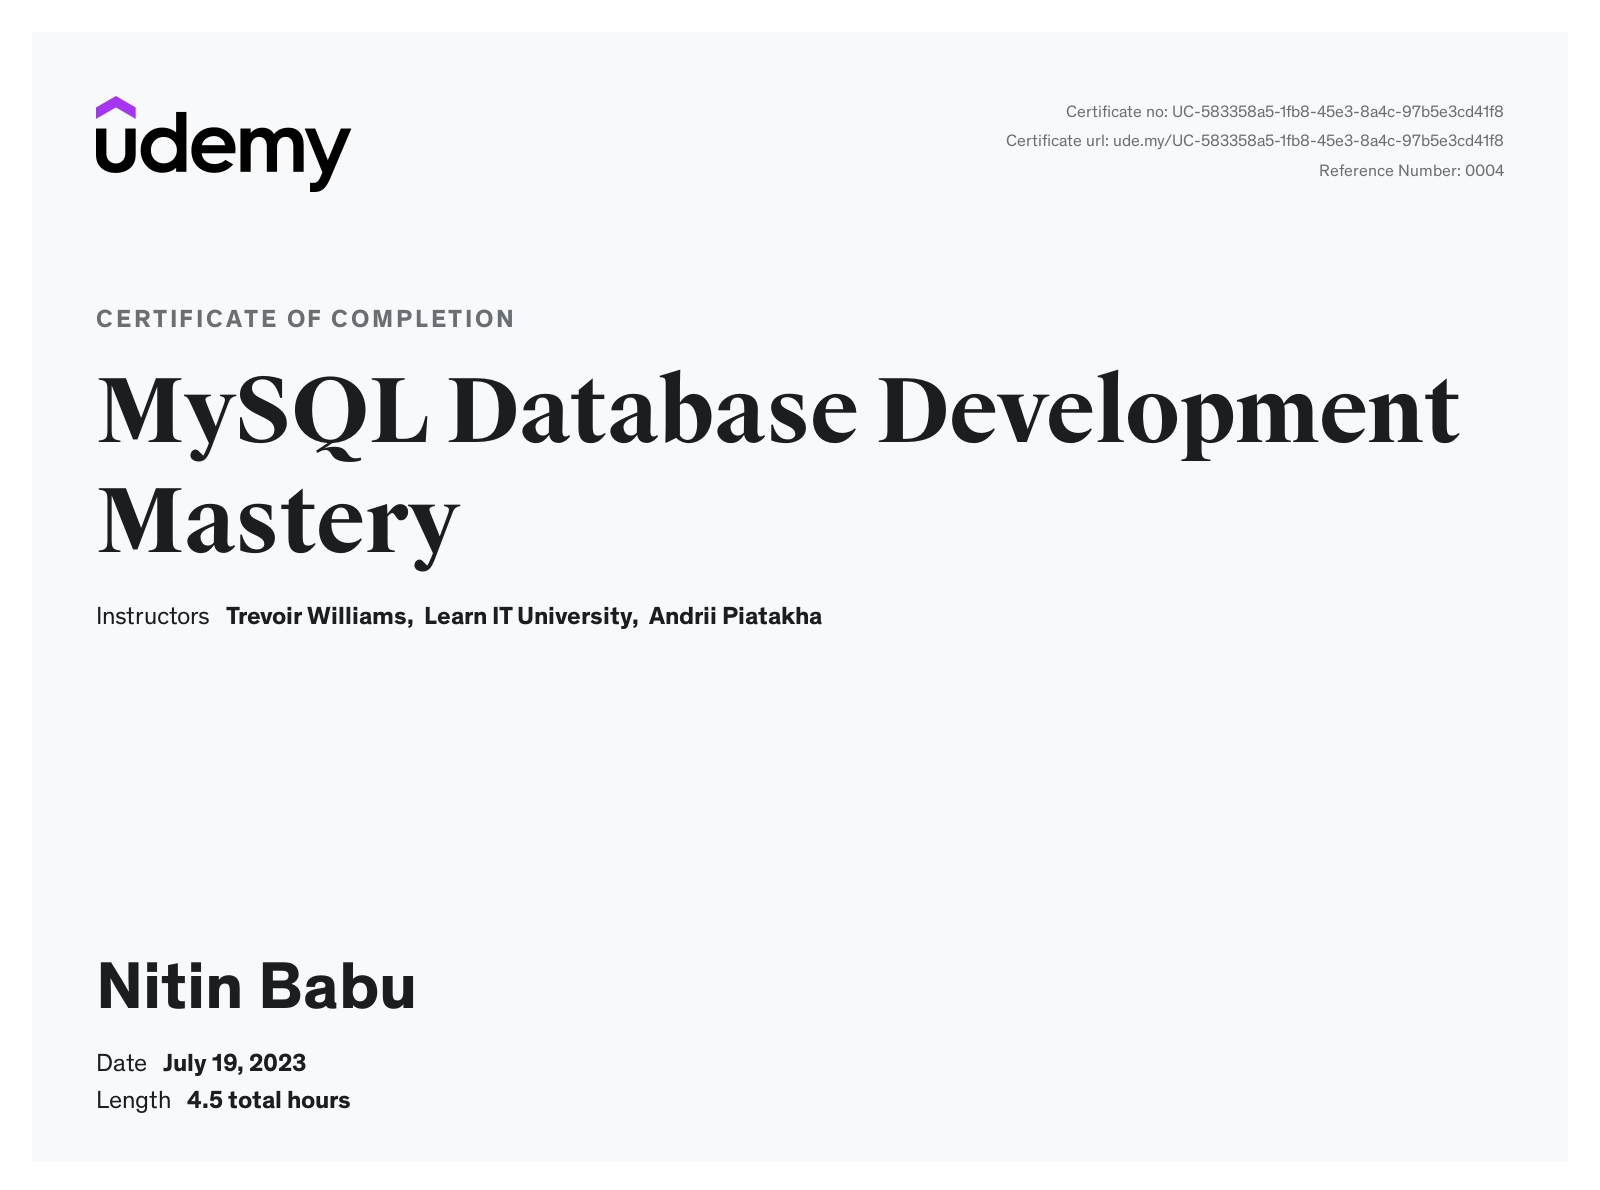 udemy
Certificate no: UC-583358a5-1fb8-45e3-8a4c-97b5e3cd41f8
Certificate url: ude.my/UC-583358a5-1fb8-45e3-8a4c-97b5e3cd41f8
Reference Number: 0004
CERTIFICATE OF COMPLETION
MySQL Database Development
Mastery
Instructors Trevoir Williams, Learn IT University, Andrii Piatakha
Nitin Babu
Date July 19, 2023
Length 4.5 total hours